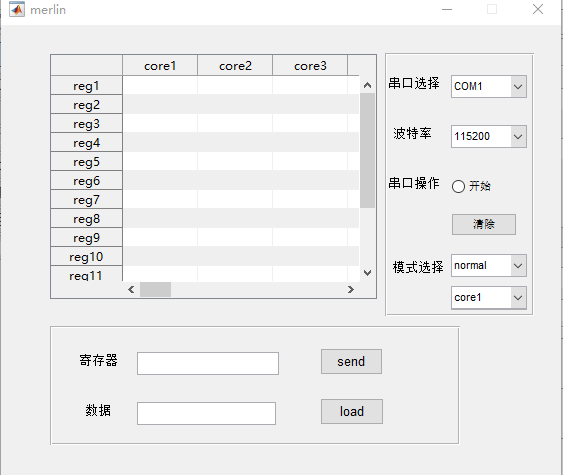 merlin
core1 core2 core3
reg1
reg2
reg3
reg4
reg5
reg6
reg7
reg8
reg9
reg10
reg11
串口选择 COM1
波特率 115200
串口操作 开始
清除
模式选择 normal
core1
寄存器 send
数据 load